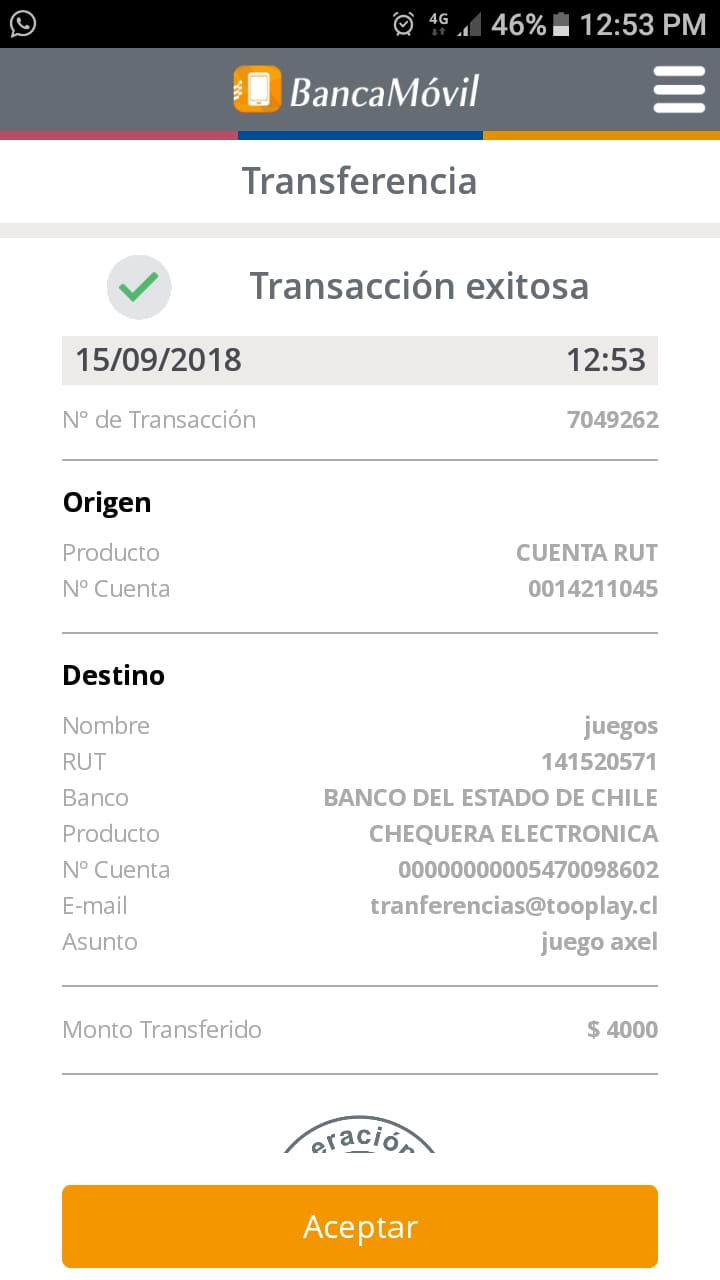 4G 46% 12:53 PM
BancaMóvil
Transferencia
Transacción exitosa
15/09/2018 12:53
N° de Transacción 7049262
Origen
Producto CUENTA RUT
Nº Cuenta 0014211045
Destino
Nombre juegos
RUT 141520571
Banco BANCO DEL ESTADO DE CHILE
Producto CHEQUERA ELECTRONICA
Nº Cuenta 00000000005470098602
E-mail tranferencias@tooplay.cl
Asunto juego axel
Monto Transferido $ 4000
eración
Aceptar